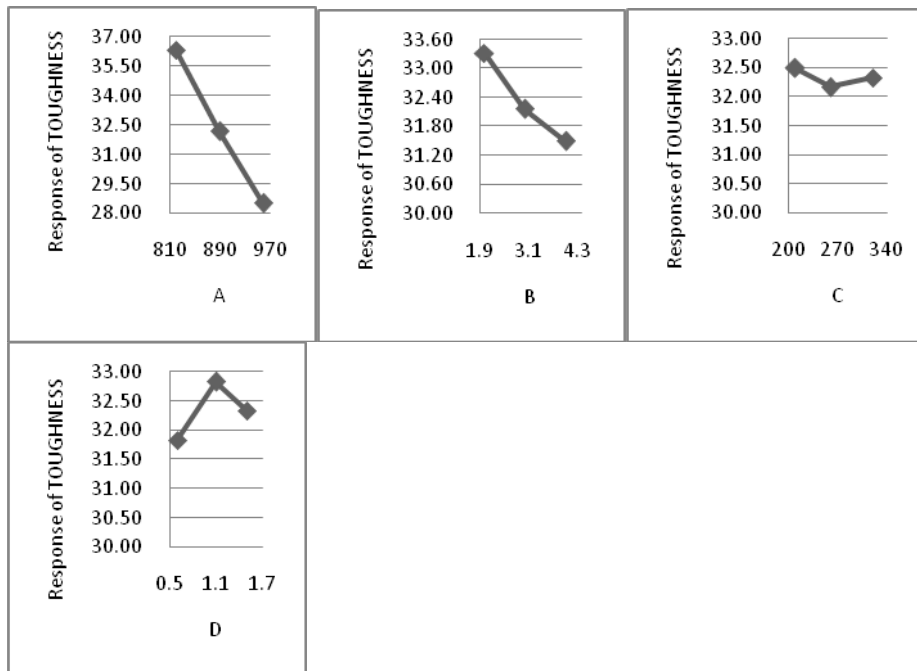 Response of TOUGHNESS
37.00
35.50
34.00
32.50
31.00
29.50
28.00
810 890 970
A
Response of TOUGHNESS
33.60
33.00
32.40
31.80
31.20
30.60
30.00
1.9 3.1 4.3
B
Response of TOUGHNESS
33.00
32.50
32.00
31.50
31.00
30.50
30.00
200 270 340
C
Response of TOUGHNESS
33.00
32.50
32.00
31.50
31.00
30.50
30.00
0.5 1.1 1.7
D